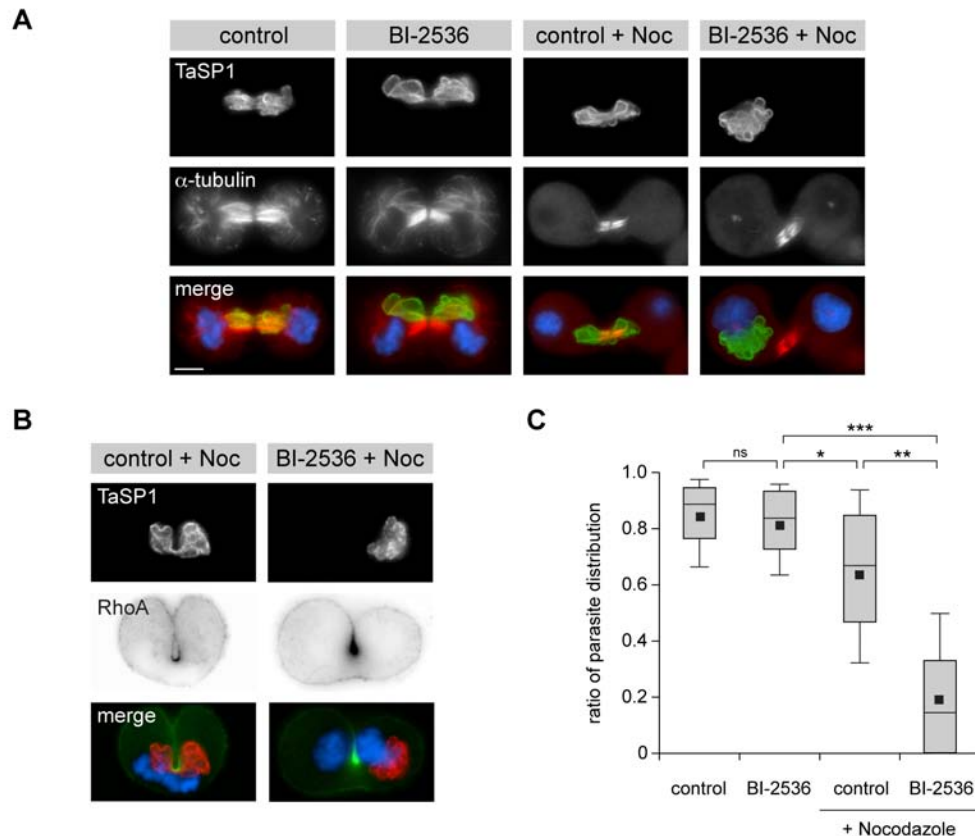 A
control BI-2536 control + Noc BI-2536 + Noc
TaSP1
α-tubulin
merge
B
control + Noc BI-2536 + Noc
TaSP1
RhoA
merge
C
***
ns * **
1.0
0.8
0.6
0.4
0.2
0
ratio of parasite distribution
control BI-2536 control BI-2536
+ Nocodazole